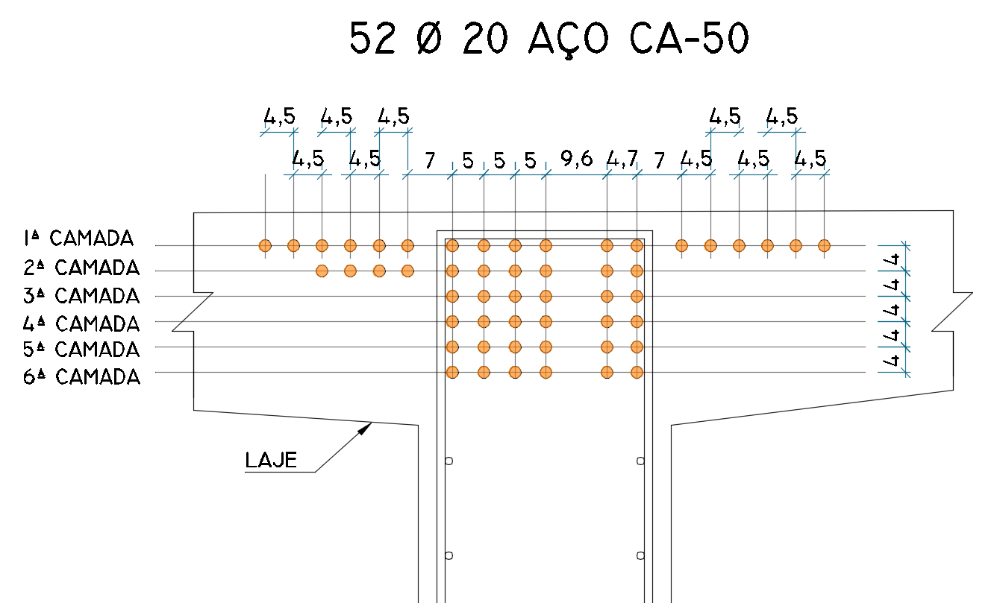 52 Ø 20 AÇO CA-50
4,5 4,5 4,5 4,5 4,5
4,5 4,5 7 5 5 5 9,6 4,7 7 4,5 4,5 4,5
1ª CAMADA
2ª CAMADA
3ª CAMADA
4ª CAMADA
5ª CAMADA
6ª CAMADA
4
4
4
4
4
LAJE